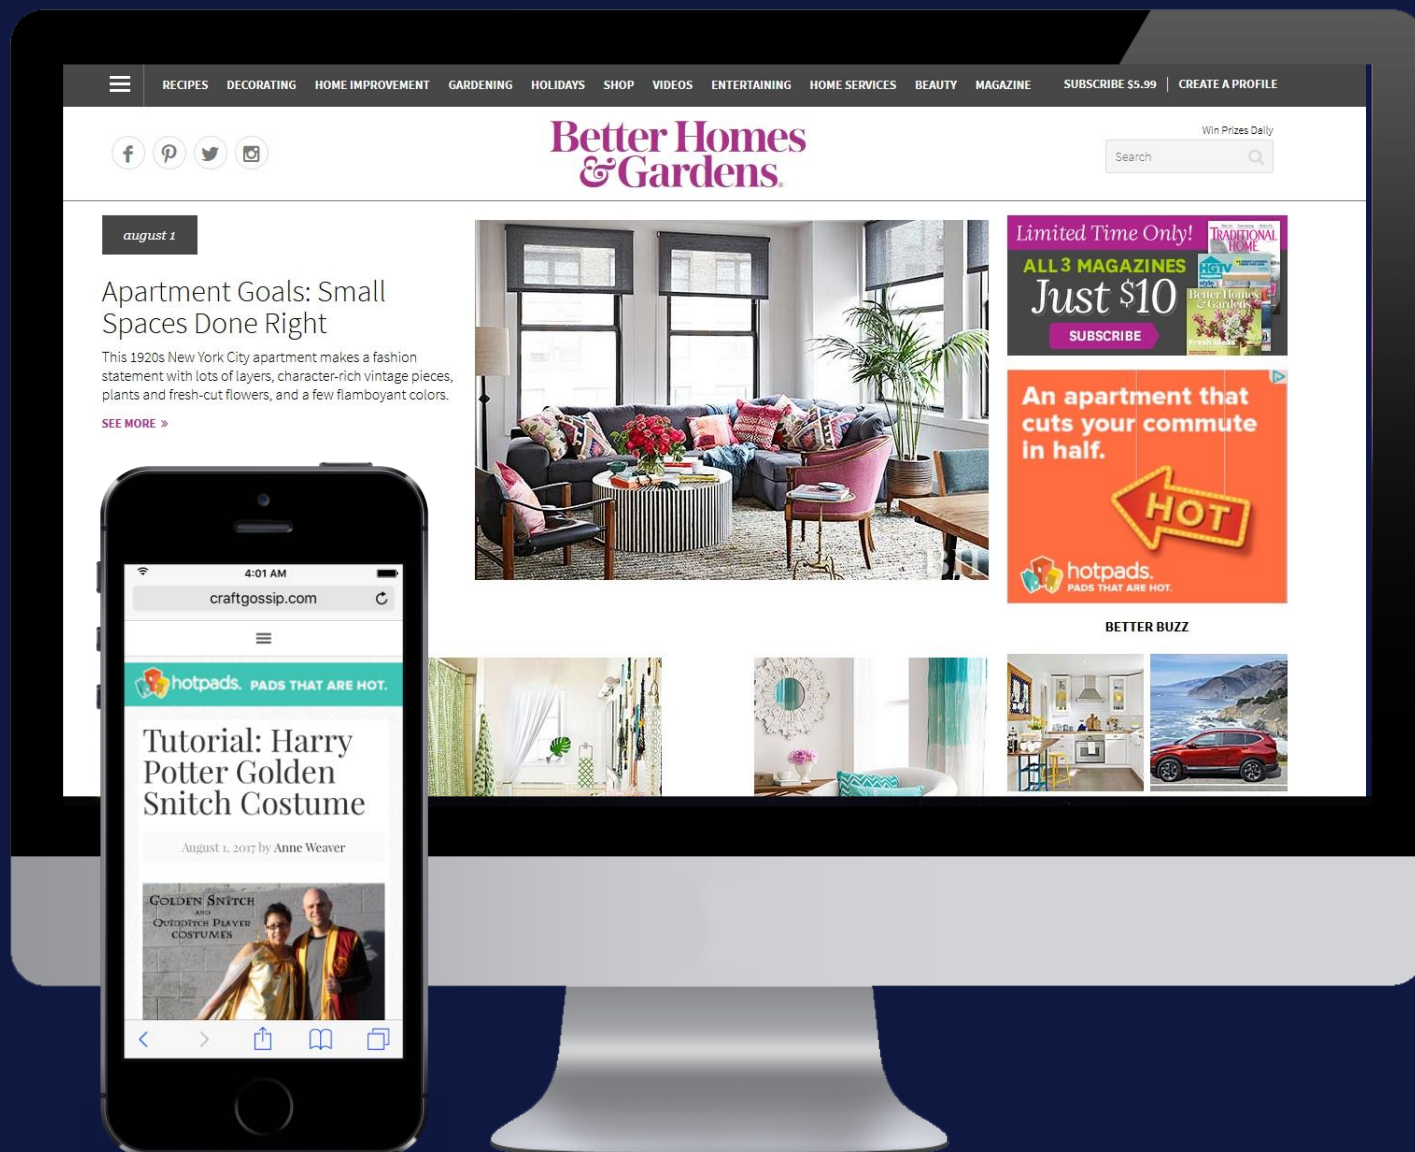 RECIPES DECORATING HOME IMPROVEMENT GARDENING HOLIDAYS SHOP VIDEOS ENTERTAINING HOME SERVICES BEAUTY MAGAZINE SUBSCRIBE $5.99 | CREATE A PROFILE
Better Homes
& Gardens.
Win Prizes Daily
Search
august 1
Apartment Goals: Small
Spaces Done Right
This 1920s New York City apartment makes a fashion
statement with lots of layers, character-rich vintage pieces,
plants and fresh-cut flowers, and a few flamboyant colors.
SEE MORE »
Limited Time Only!
ALL 3 MAGAZINES
Just $10
SUBSCRIBE
TRADITIONAL
HOME
HGTV
Better Homes
& Gardens
Fresh Ideas
An apartment that
cuts your commute
in half.
HOT
hotpads.
PADS THAT ARE HOT.
BETTER BUZZ
4:01 AM
craftgossip.com
hotpads. PADS THAT ARE HOT.
Tutorial: Harry
Potter Golden
Snitch Costume
August 1, 2017 by Anne Weaver
GOLDEN SNITCH
AND
QUIDDITCH PLAYER
COSTUMES